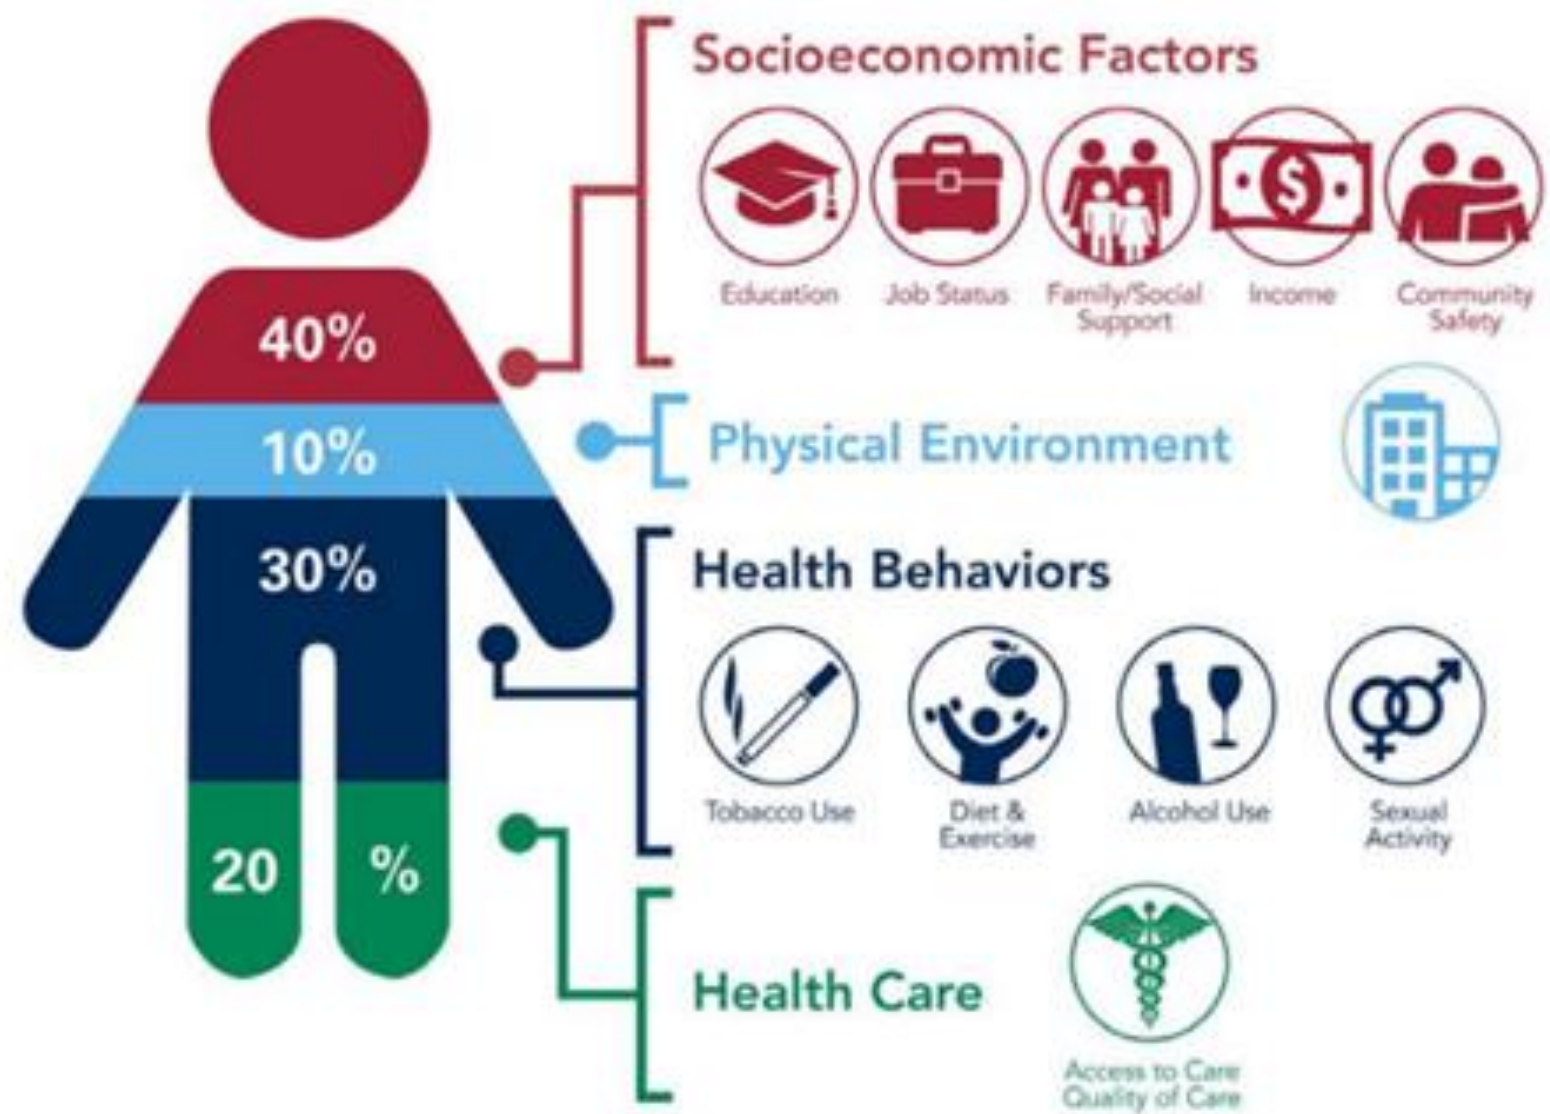 Socioeconomic Factors
Education
Job Status
Family/Social
Support
Income
Community
Safety
40%
10%
Physical Environment
30%
Health Behaviors
Tobacco Use
Diet &
Exercise
Alcohol Use
Sexual
Activity
20 %
Health Care
Access to Care
Quality of Care